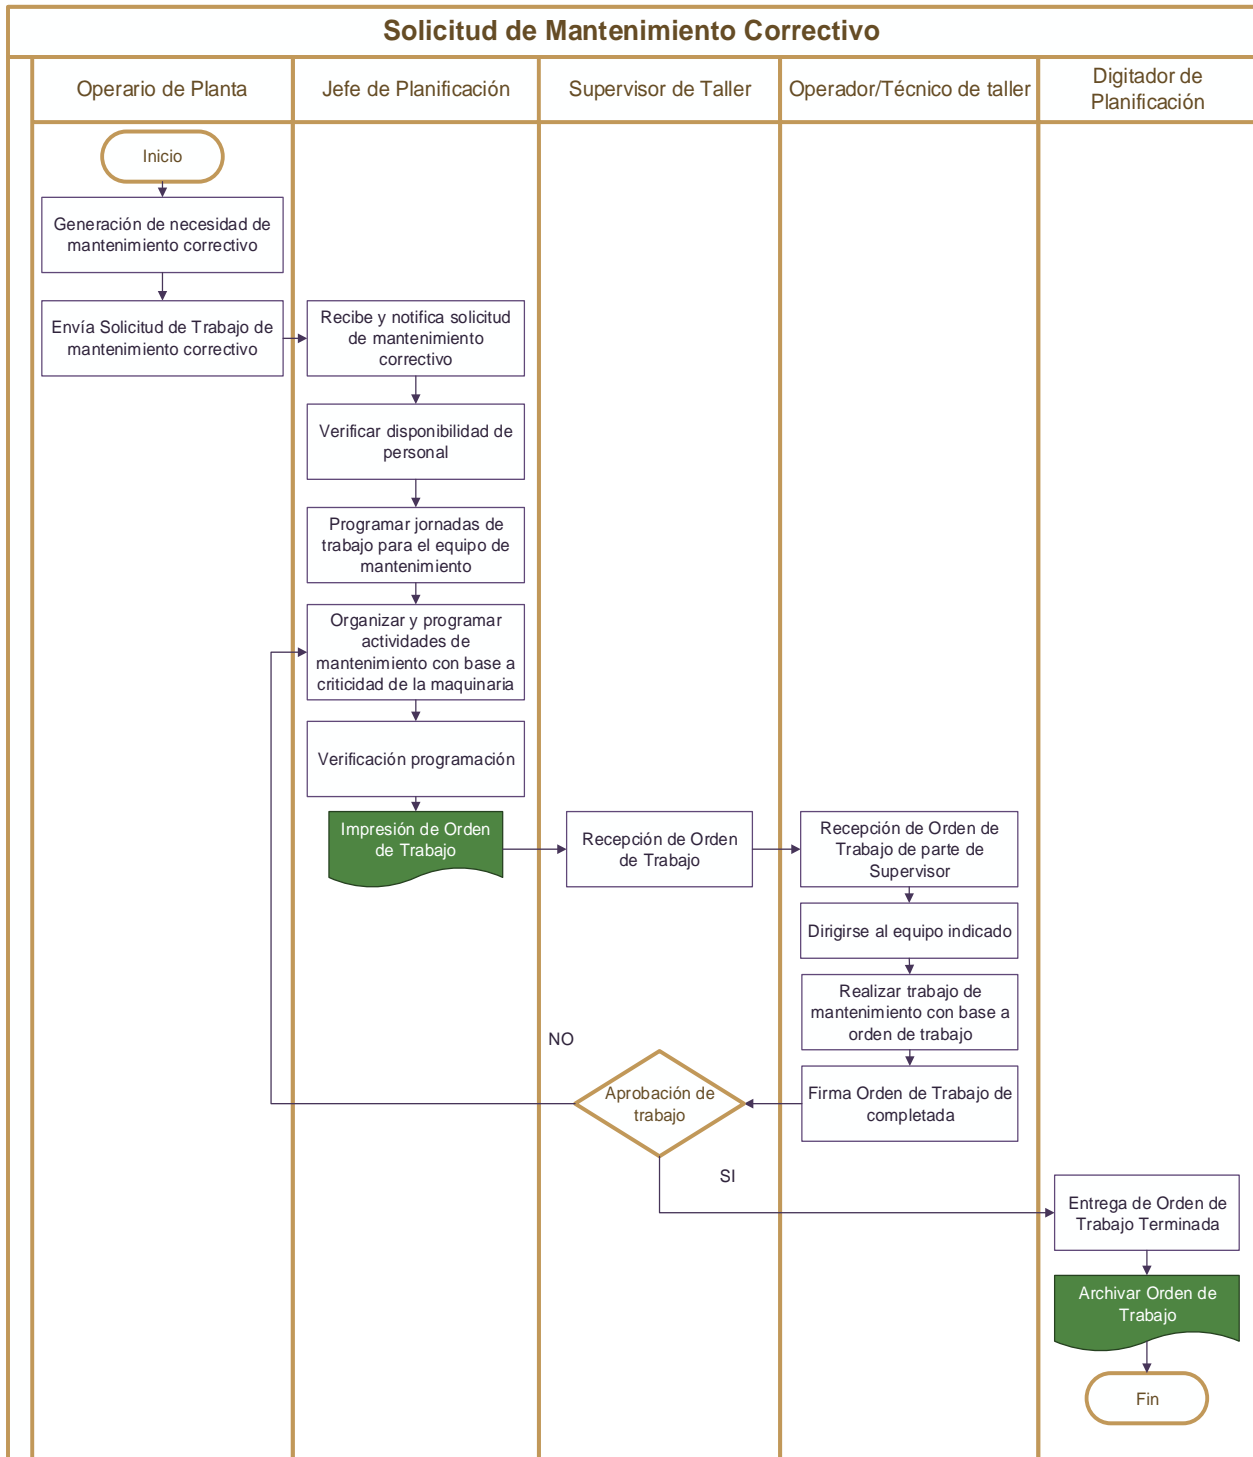 Solicitud de Mantenimiento Correctivo
Operario de Planta
Jefe de Planificación
Supervisor de Taller
Operador/Técnico de taller
Digitador de
Planificación
Inicio
Generación de necesidad de
mantenimiento correctivo
Envía Solicitud de Trabajo de
mantenimiento correctivo
Recibe y notifica solicitud
de mantenimiento
correctivo
Verificar disponibilidad de
personal
Programar jornadas de
trabajo para el equipo de
mantenimiento
Organizar y programar
actividades de
mantenimiento con base a
criticidad de la maquinaria
Verificación programación
Impresión de Orden
de Trabajo
Recepción de Orden
de Trabajo
Recepción de Orden de
Trabajo de parte de
Supervisor
Dirigirse al equipo indicado
Realizar trabajo de
mantenimiento con base a
orden de trabajo
Firma Orden de Trabajo de
completada
NO
Aprobación de
trabajo
SI
Entrega de Orden de
Trabajo Terminada
Archivar Orden de
Trabajo
Fin